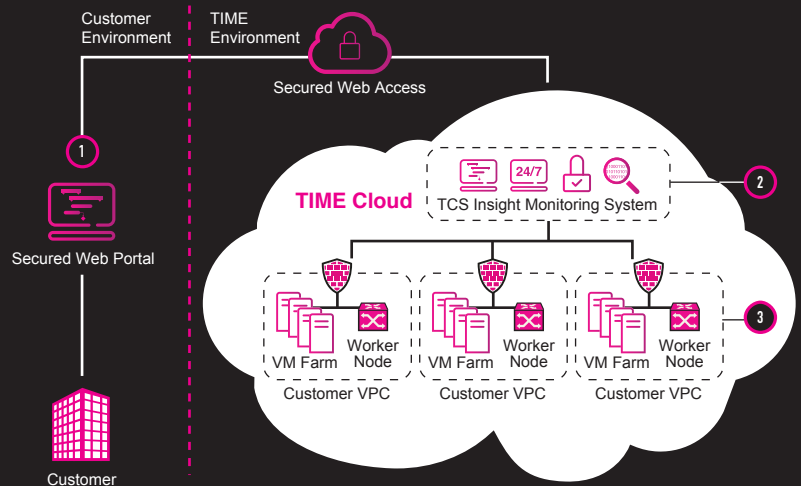 Customer
Environment
TIME
Environment
Secured Web Access
1
24/7
TIME Cloud
TCS Insight Monitoring System
2
Secured Web Portal
VM Farm
Worker
Node
VM Farm
Worker
Node
VM Farm
Worker
Node
3
Customer VPC
Customer VPC
Customer VPC
Customer